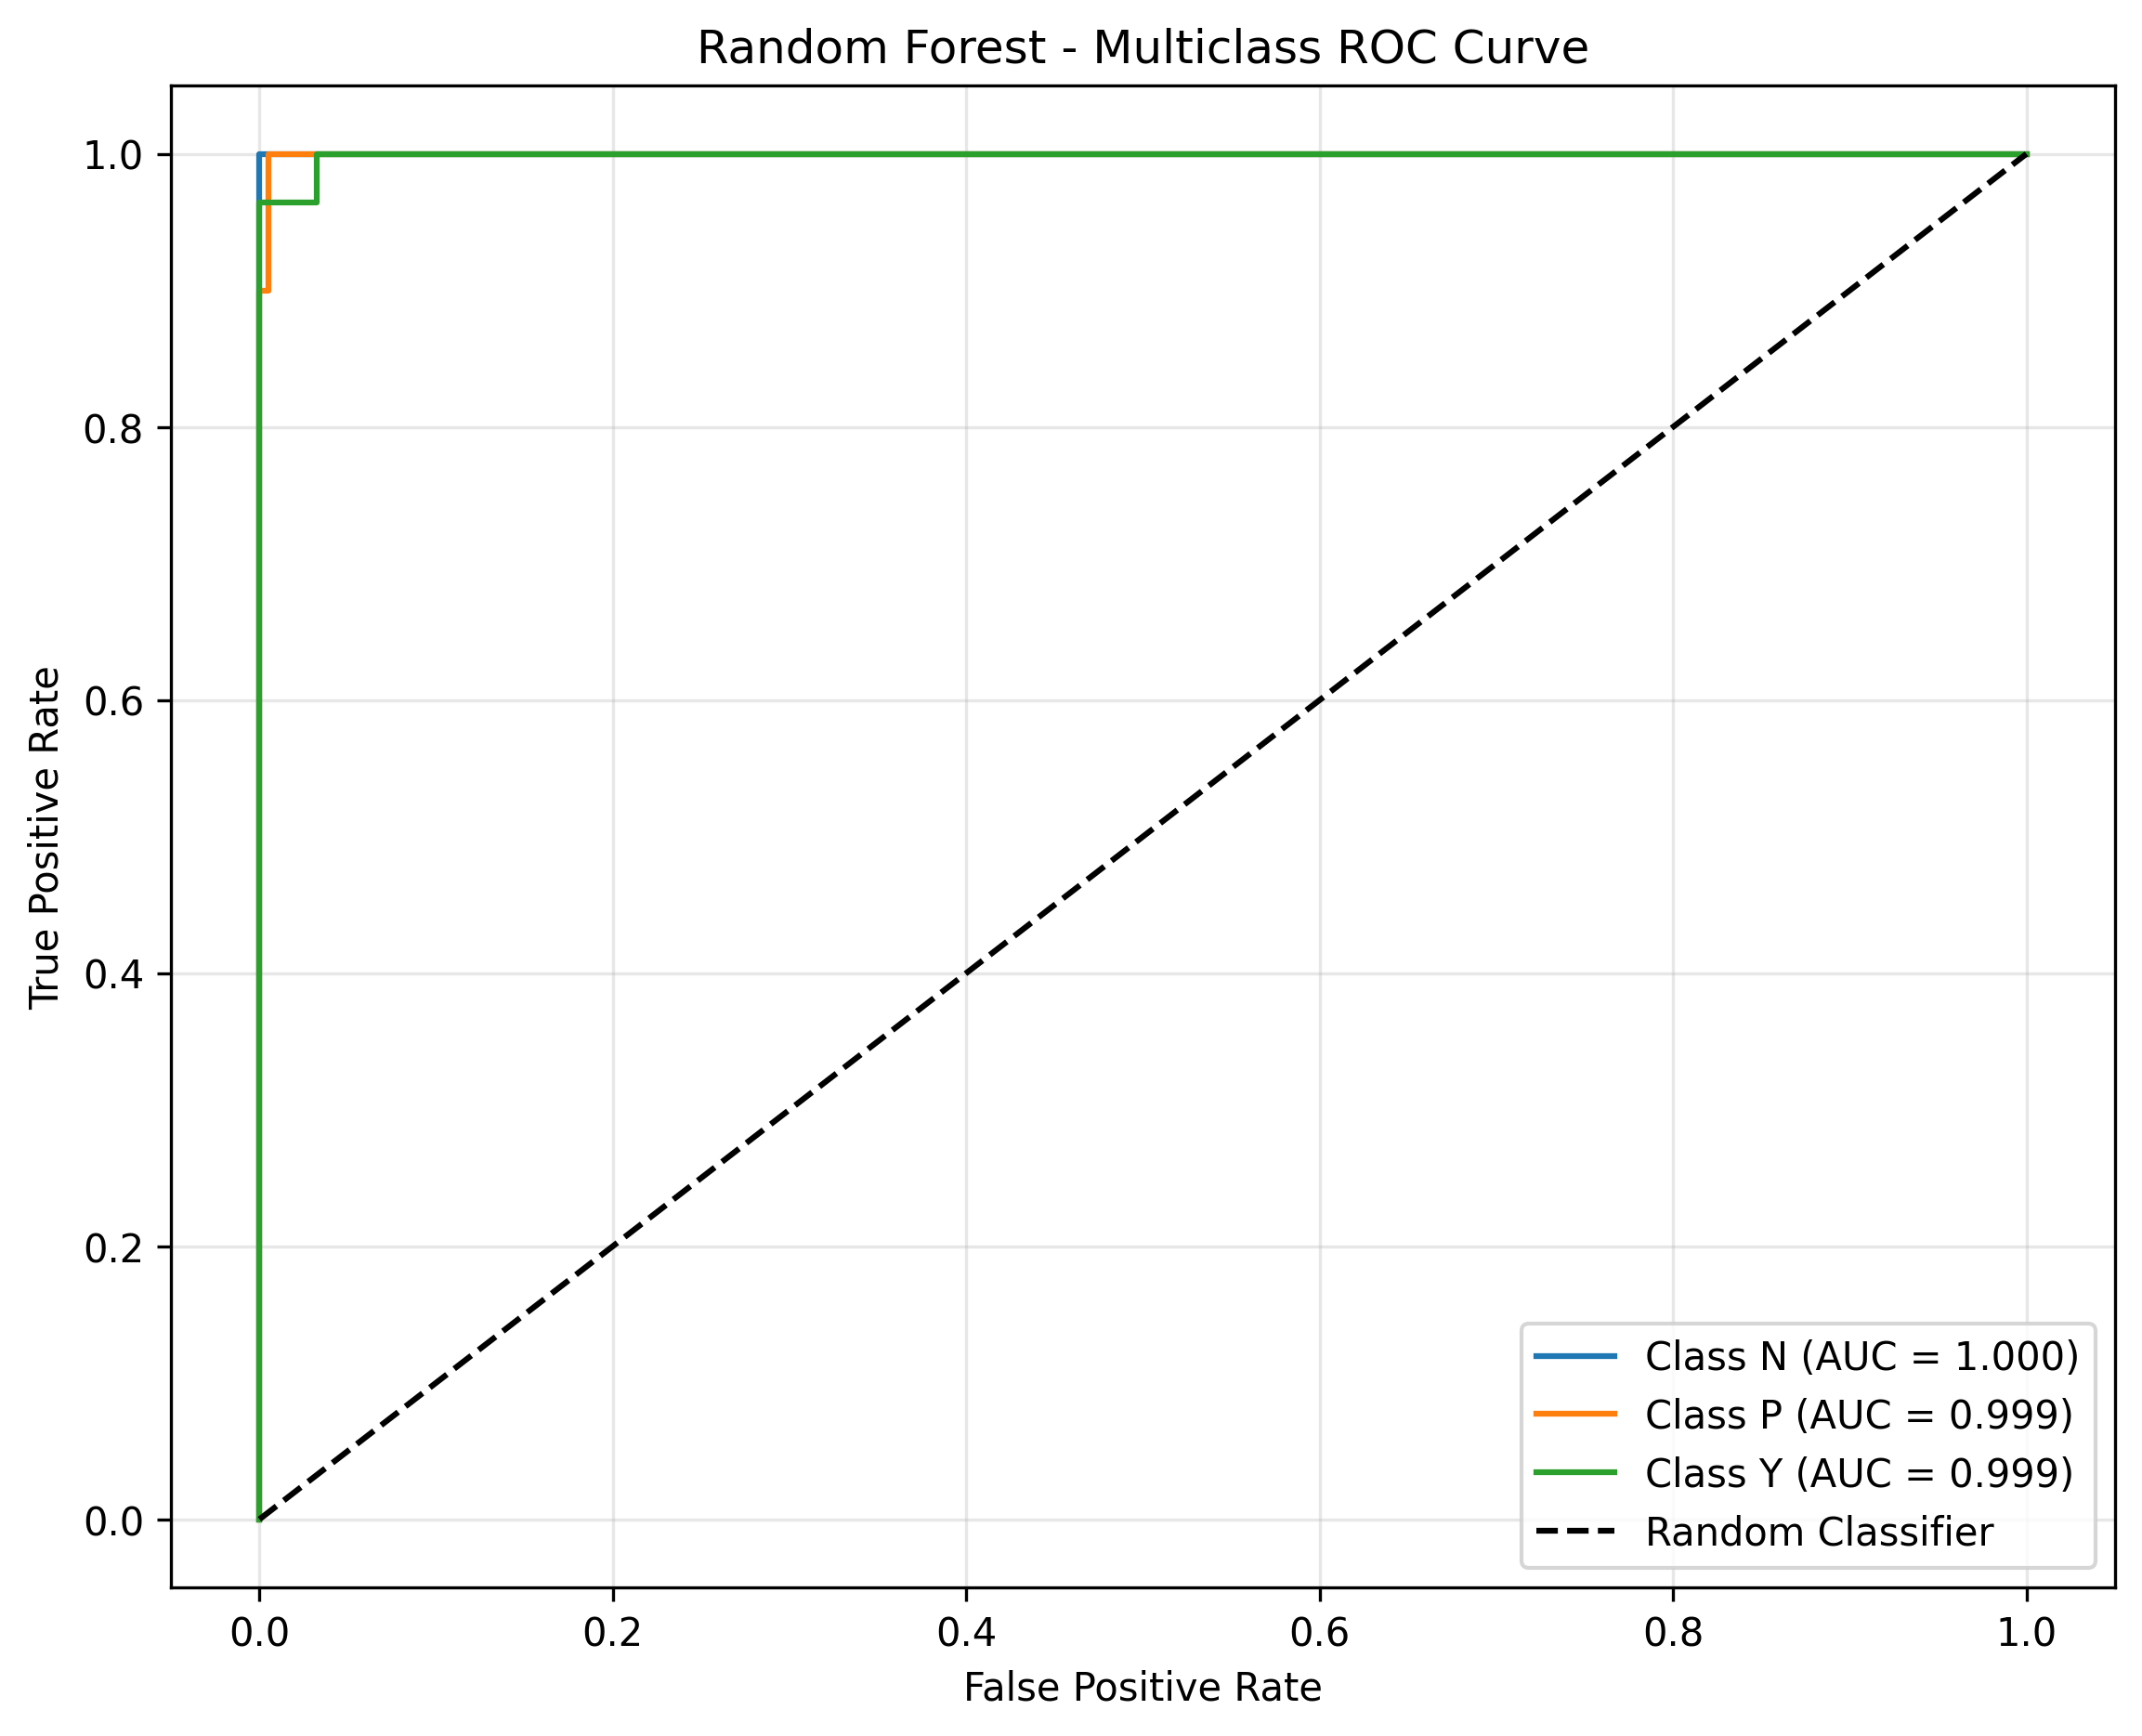 Random Forest - Multiclass ROC Curve
True Positive Rate
1.0
0.8
0.6
0.4
0.2
0.0
0.0 0.2 0.4 0.6 0.8 1.0
False Positive Rate
Class N (AUC = 1.000)
Class P (AUC = 0.999)
Class Y (AUC = 0.999)
Random Classifier